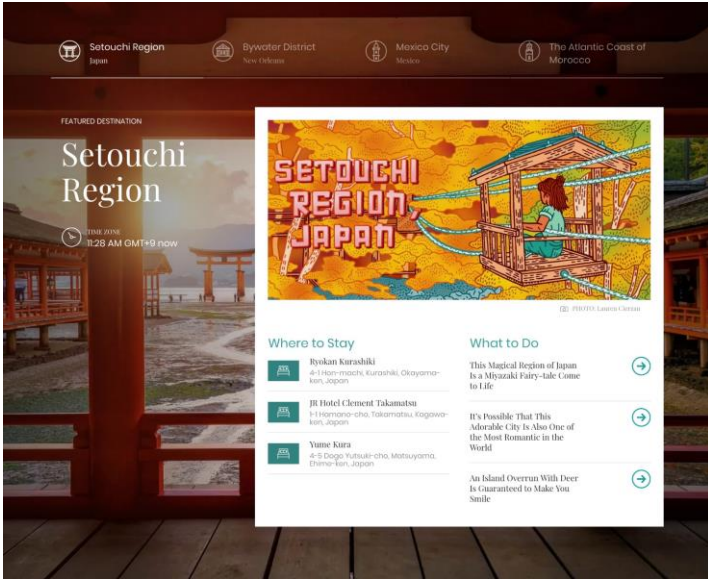 Setouchi Region
Japan
Bywater District
New Orleans
Mexico City
Mexico
The Atlantic Coast of
Morocco
FEATURED DESTINATION
Setouchi
Region
TIME ZONE
11:28 AM GMT+9 now
SETOUCHI
REGION,
JAPAN
PHOTO: Lauren Cierzan
Where to Stay
Ryokan Kurashiki
4-1 Hon-machi, Kurashiki, Okayama-
ken, Japan
JR Hotel Clement Takamatsu
1-1 Hamano-cho, Takamatsu, Kagawa-
ken, Japan
Yume Kura
4-5 Dogo Yutsuki-cho, Matsuyama,
Ehime-ken, Japan
What to Do
This Magical Region of Japan
Is a Miyazaki Fairy-tale Come
to Life
It's Possible That This
Adorable City Is Also One of
the Most Romantic in the
World
An Island Overrun With Deer
Is Guaranteed to Make You
Smile